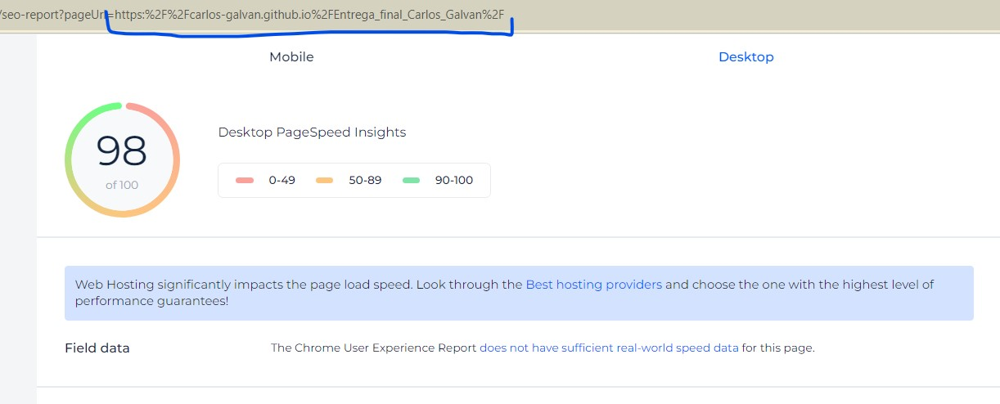 /seo-report?pageUrl=https:%2F%2Fcarlos-galvan.github.io%2FEntrega_final_Carlos_Galvan%2F
Mobile
Desktop
98
of 100
Desktop PageSpeed Insights
0-49
50-89
90-100
Web Hosting significantly impacts the page load speed. Look through the Best hosting providers and choose the one with the highest level of
performance guarantees!
Field data
The Chrome User Experience Report does not have sufficient real-world speed data for this page.